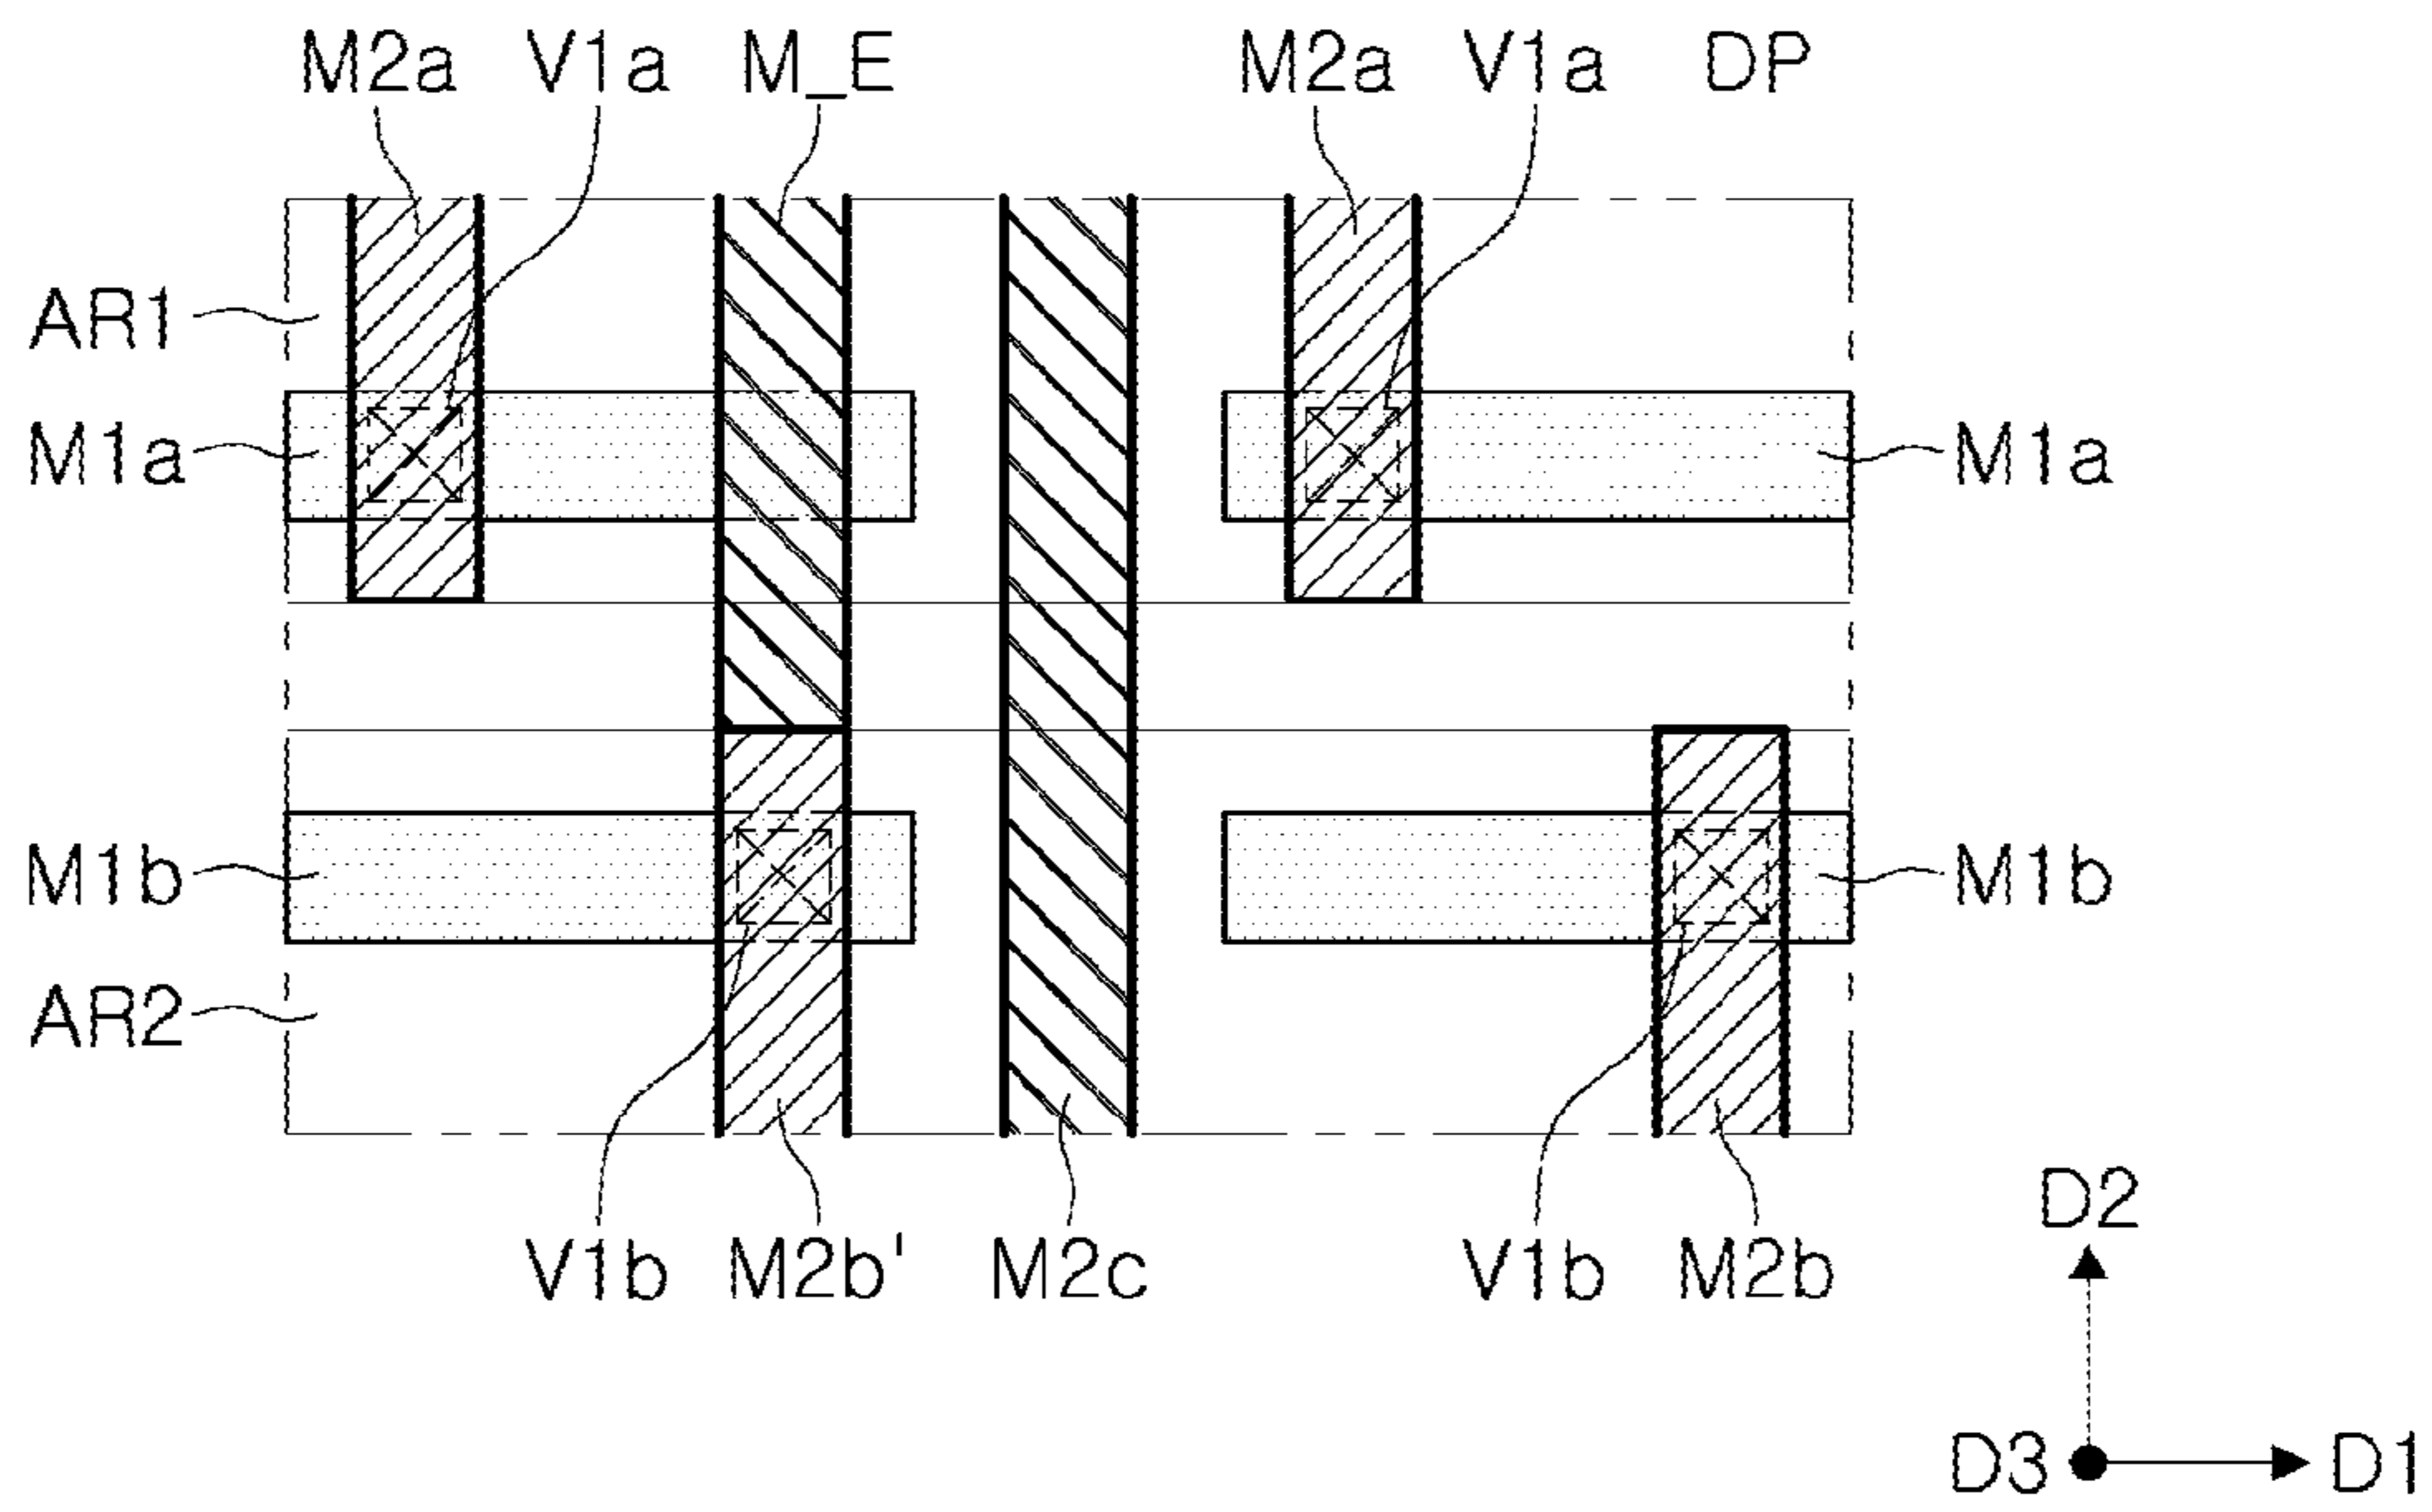 M2a V1a M_E M2a V1a DP
AR1
M1a M1a
M1b M1b
AR2
V1b M2b' M2c V1b M2b
D2
D3 D1